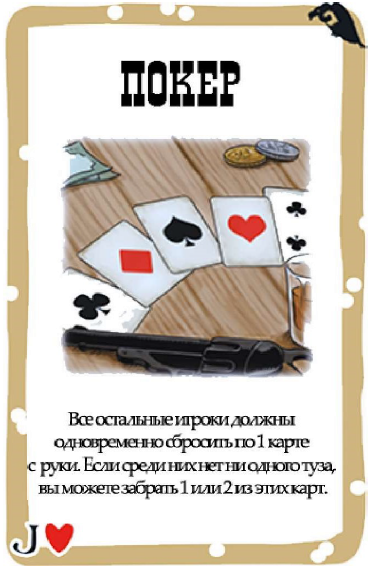 ПОКЕР
Все остальные игроки должны
одновременно сбросить по 1 карте
с руки. Если среди них нет ни одного туза,
вы можете забрать 1 или 2 из этих карт.
J